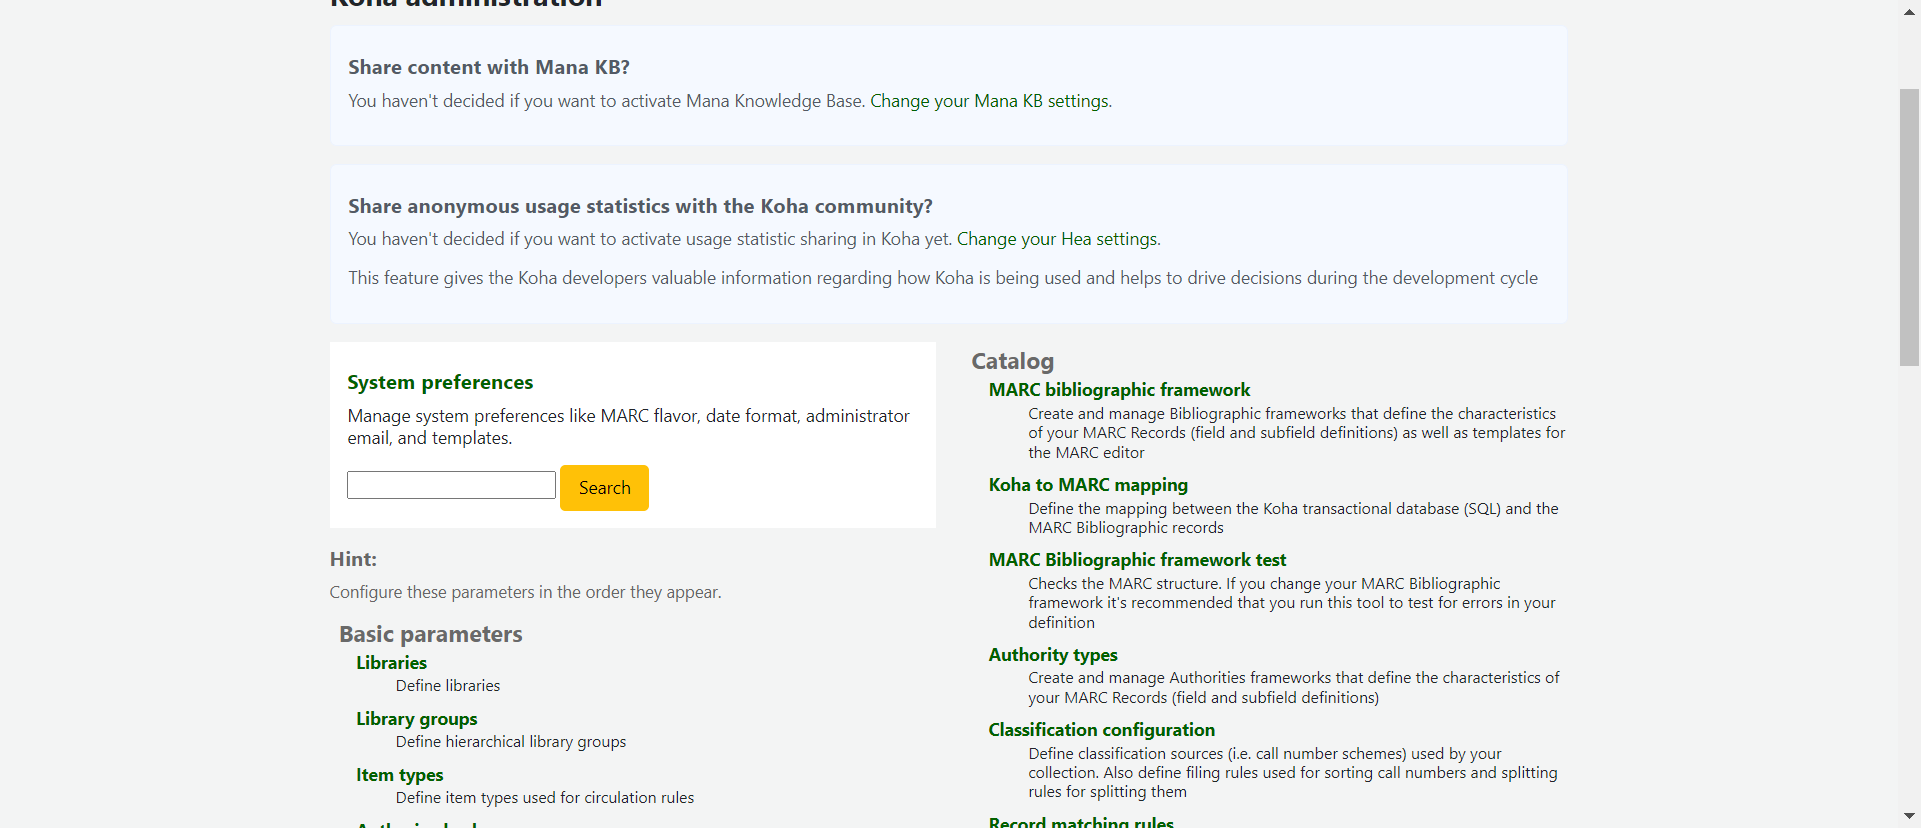 Koha administration
Share content with Mana KB?
You haven't decided if you want to activate Mana Knowledge Base. Change your Mana KB settings.
Share anonymous usage statistics with the Koha community?
You haven't decided if you want to activate usage statistic sharing in Koha yet. Change your Hea settings.
This feature gives the Koha developers valuable information regarding how Koha is being used and helps to drive decisions during the development cycle
System preferences
Manage system preferences like MARC flavor, date format, administrator
email, and templates.
Search
Hint:
Configure these parameters in the order they appear.
Basic parameters
Libraries
Define libraries
Library groups
Define hierarchical library groups
Item types
Define item types used for circulation rules
Catalog
MARC bibliographic framework
Create and manage Bibliographic frameworks that define the characteristics
of your MARC Records (field and subfield definitions) as well as templates for
the MARC editor
Koha to MARC mapping
Define the mapping between the Koha transactional database (SQL) and the
MARC Bibliographic records
MARC Bibliographic framework test
Checks the MARC structure. If you change your MARC Bibliographic
framework it's recommended that you run this tool to test for errors in your
definition
Authority types
Create and manage Authorities frameworks that define the characteristics of
your MARC Records (field and subfield definitions)
Classification configuration
Define classification sources (i.e. call number schemes) used by your
collection. Also define filing rules used for sorting call numbers and splitting
rules for splitting them
Record matching rules